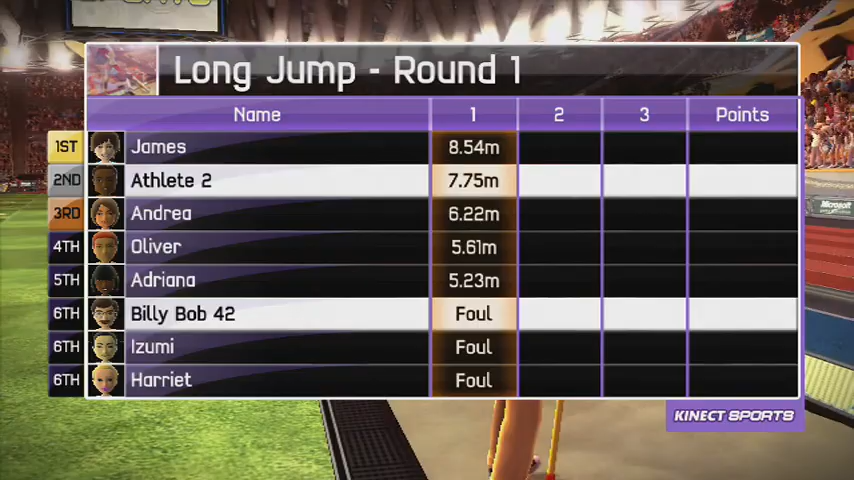 Long Jump - Round 1
Name 1 2 3 Points
1ST James 8.54m
2ND Athlete 2 7.75m
3RD Andrea 6.22m
4TH Oliver 5.61m
5TH Adriana 5.23m
6TH Billy Bob 42 Foul
6TH Izumi Foul
6TH Harriet Foul
Microsoft
KINECT SPORTS